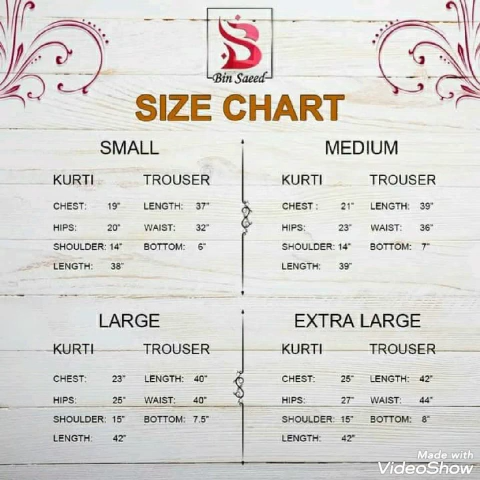 Bin Saeed
SIZE CHART
SMALL
KURTI TROUSER
CHEST: 19" LENGTH: 37"
HIPS: 20" WAIST: 32"
SHOULDER: 14" BOTTOM: 6"
LENGTH: 38"
MEDIUM
KURTI TROUSER
CHEST : 21" LENGTH: 39"
HIPS: 23" WAIST: 36"
SHOULDER: 14" BOTTOM: 7"
LENGTH: 39"
LARGE
KURTI TROUSER
CHEST: 23" LENGTH: 40"
HIPS: 25" WAIST: 40"
SHOULDER: 15" BOTTOM: 7.5"
LENGTH: 42"
EXTRA LARGE
KURTI TROUSER
CHEST: 25" LENGTH: 42"
HIPS: 27" WAIST: 44"
SHOULDER: 15" BOTTOM: 8"
LENGTH: 42"
Made with
VideoShow